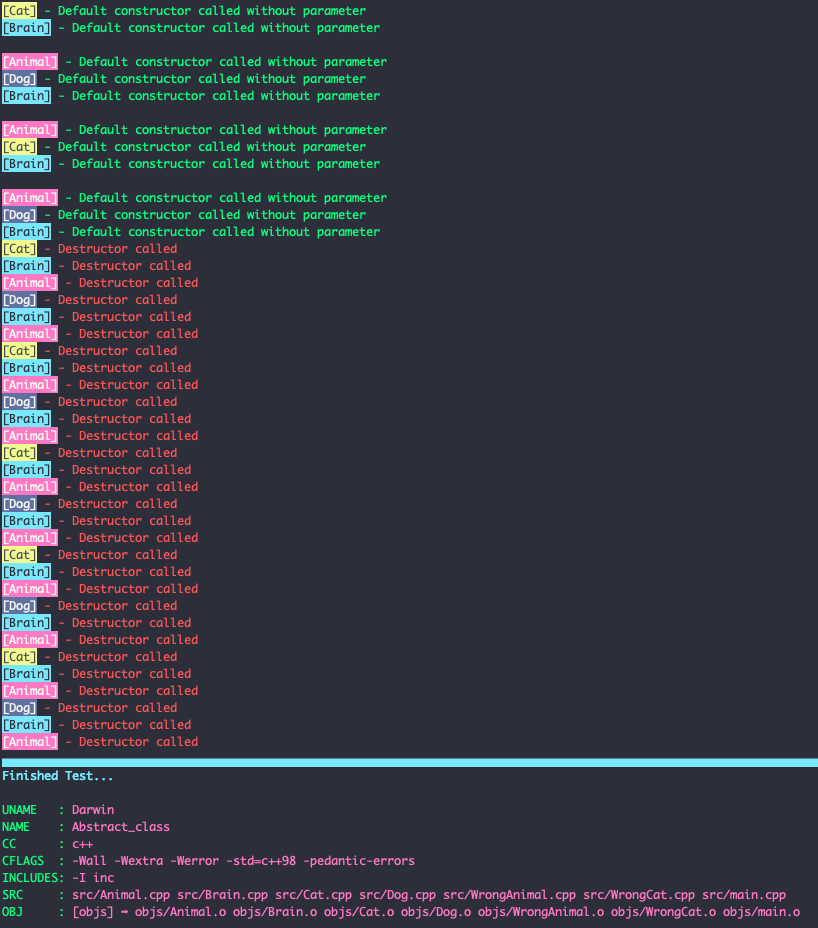 [Cat] - Default constructor called without parameter
[Brain] - Default constructor called without parameter
[Animal] - Default constructor called without parameter
[Dog] - Default constructor called without parameter
[Brain] - Default constructor called without parameter
[Animal] - Default constructor called without parameter
[Cat] - Default constructor called without parameter
[Brain] - Default constructor called without parameter
[Animal] - Default constructor called without parameter
[Dog] - Default constructor called without parameter
[Brain] - Default constructor called without parameter
[Cat] - Destructor called
[Brain] - Destructor called
[Animal] - Destructor called
[Dog] - Destructor called
[Brain] - Destructor called
[Animal] - Destructor called
[Cat] - Destructor called
[Brain] - Destructor called
[Animal] - Destructor called
[Dog] - Destructor called
[Brain] - Destructor called
[Animal] - Destructor called
[Cat] - Destructor called
[Brain] - Destructor called
[Animal] - Destructor called
[Dog] - Destructor called
[Brain] - Destructor called
[Animal] - Destructor called
[Cat] - Destructor called
[Brain] - Destructor called
[Animal] - Destructor called
[Dog] - Destructor called
[Brain] - Destructor called
[Animal] - Destructor called
[Cat] - Destructor called
[Brain] - Destructor called
[Animal] - Destructor called
[Dog] - Destructor called
[Brain] - Destructor called
[Animal] - Destructor called
Finished Test...
UNAME   : Darwin
NAME    : Abstract_class
CC      : c++
CFLAGS  : -Wall -Wextra -Werror -std=c++98 -pedantic-errors
INCLUDES: -I inc
SRC     : src/Animal.cpp src/Brain.cpp src/Cat.cpp src/Dog.cpp src/WrongAnimal.cpp src/WrongCat.cpp src/main.cpp
OBJ     : [objs] ➡ objs/Animal.o objs/Brain.o objs/Cat.o objs/Dog.o objs/WrongAnimal.o objs/WrongCat.o objs/main.o